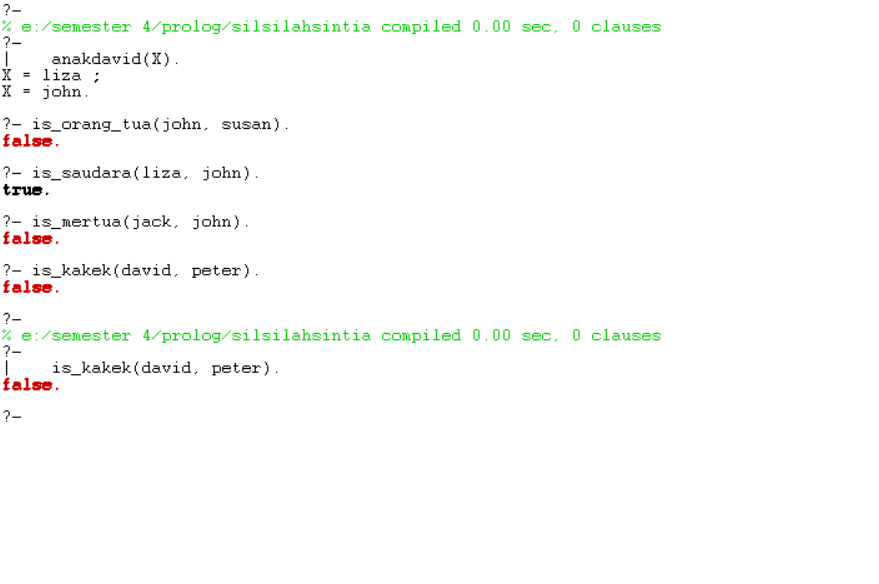 ?-
% e:/semester 4/prolog/silsilahsintia compiled 0.00 sec, 0 clauses
?-
|    anakdavid(X).
X = liza ;
X = john.
?- is_orang_tua(john, susan).
false.
?- is_saudara(liza, john).
true.
?- is_mertua(jack, john).
false.
?- is_kakek(david, peter).
false.
?-
% e:/semester 4/prolog/silsilahsintia compiled 0.00 sec, 0 clauses
?-
|    is_kakek(david, peter).
false.
?-